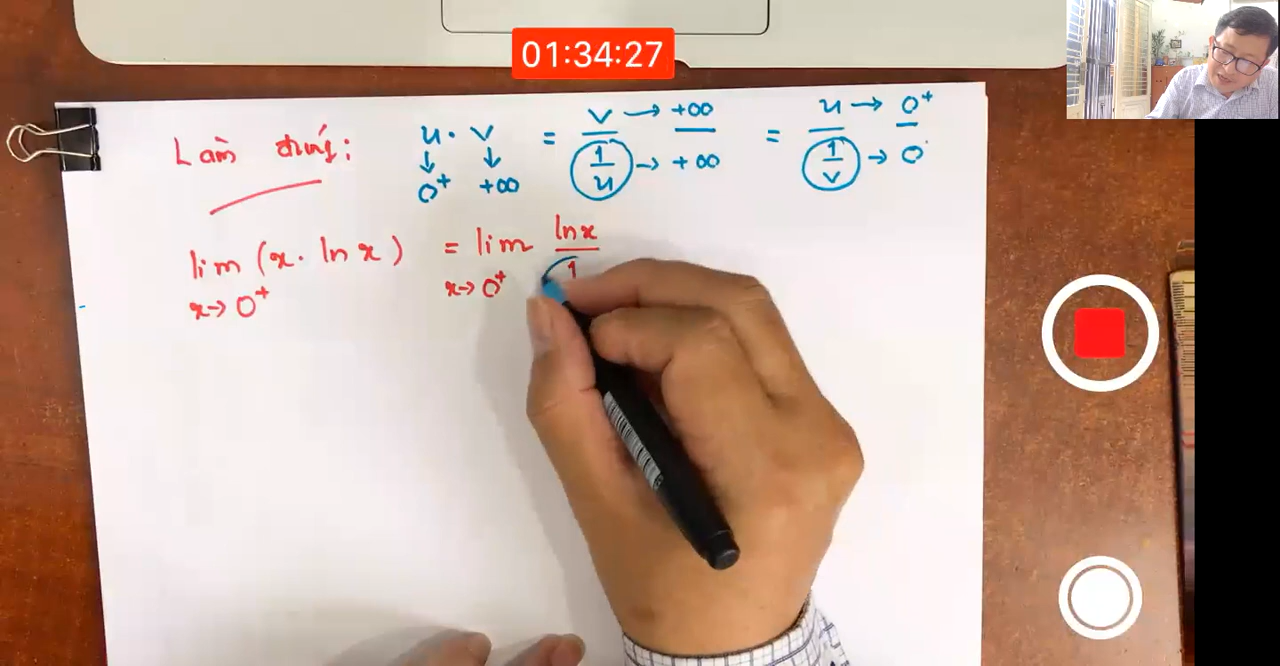 01:34:27
Làm đúng:
u . v = v → +∞ / 1/u → +∞ = u → 0⁺ / 1/v → 0
↓ ↓
0⁺ +∞
lim (x . ln x) = lim ln x / 1
x → 0⁺ x → 0⁺